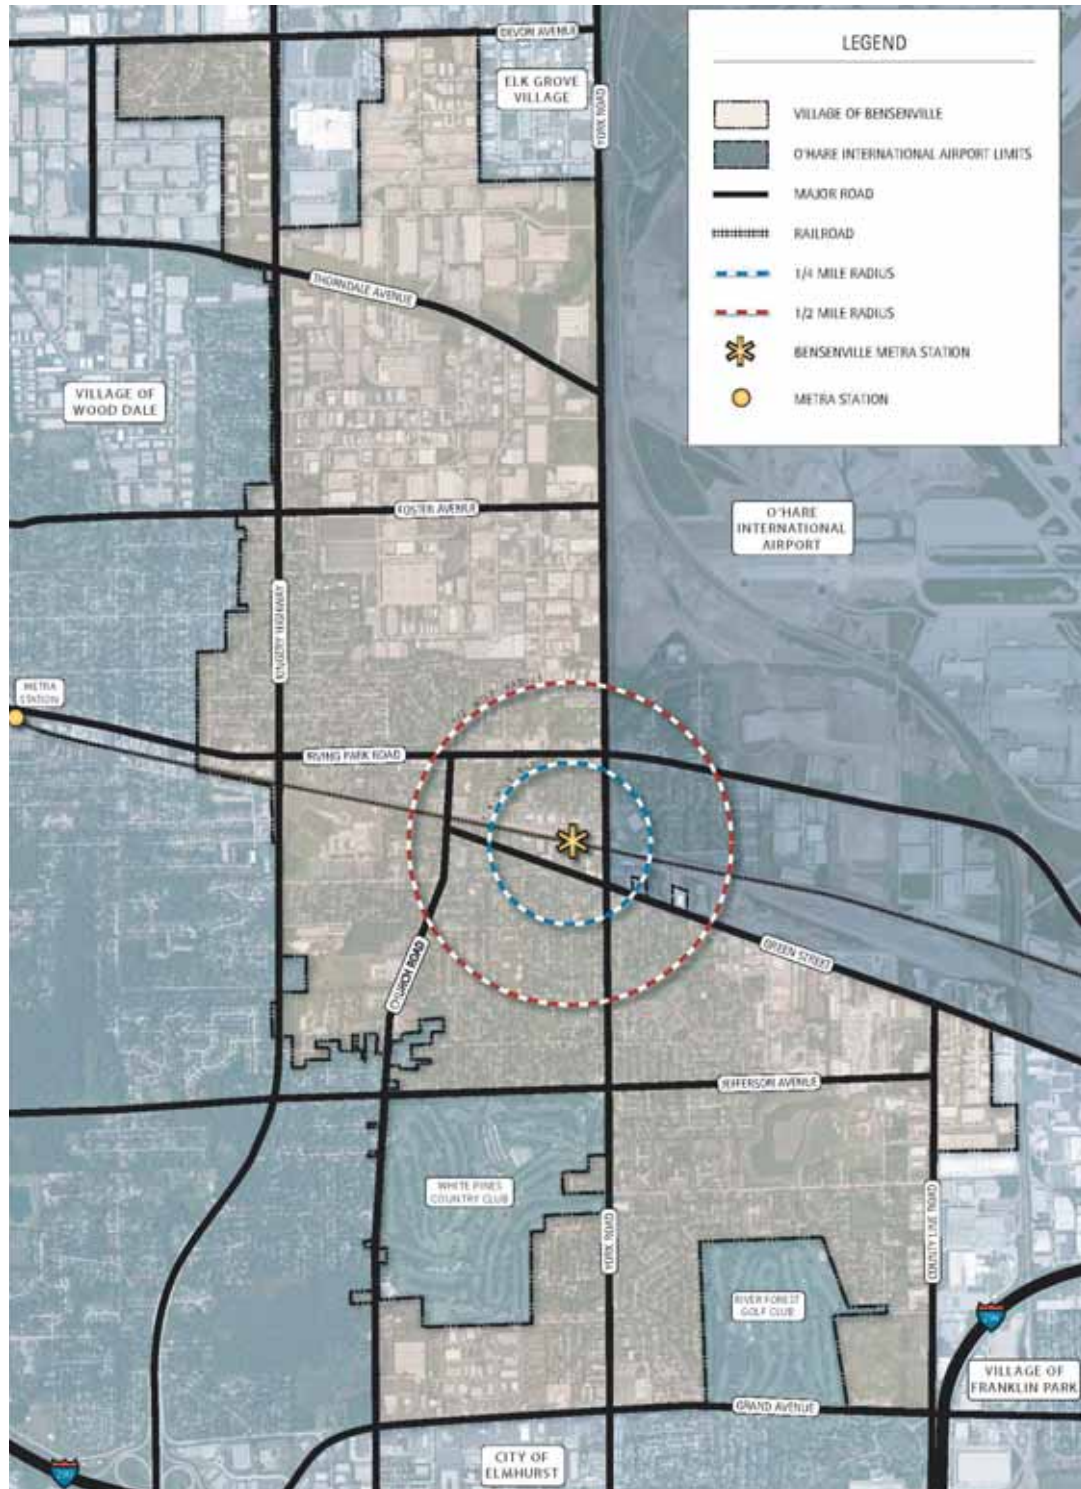 DEVON AVENUE
LEGEND
ELK GROVE
VILLAGE
YORK ROAD
VILLAGE OF BENSENVILLE
O'HARE INTERNATIONAL AIRPORT LIMITS
MAJOR ROAD
RAILROAD
1/4 MILE RADIUS
1/2 MILE RADIUS
BENSENVILLE METRA STATION
METRA STATION
THORNDALE AVENUE
VILLAGE OF
WOOD DALE
FOSTER AVENUE
O'HARE
INTERNATIONAL
AIRPORT
KINGERY HIGHWAY
METRA
STATION
IRVING PARK ROAD
GREEN STREET
CHURCH ROAD
JEFFERSON AVENUE
WHITE PINES
COUNTRY CLUB
YORK ROAD
COUNTY LINE ROAD
RIVER FOREST
GOLF CLUB
VILLAGE OF
FRANKLIN PARK
GRAND AVENUE
CITY OF
ELMHURST
290